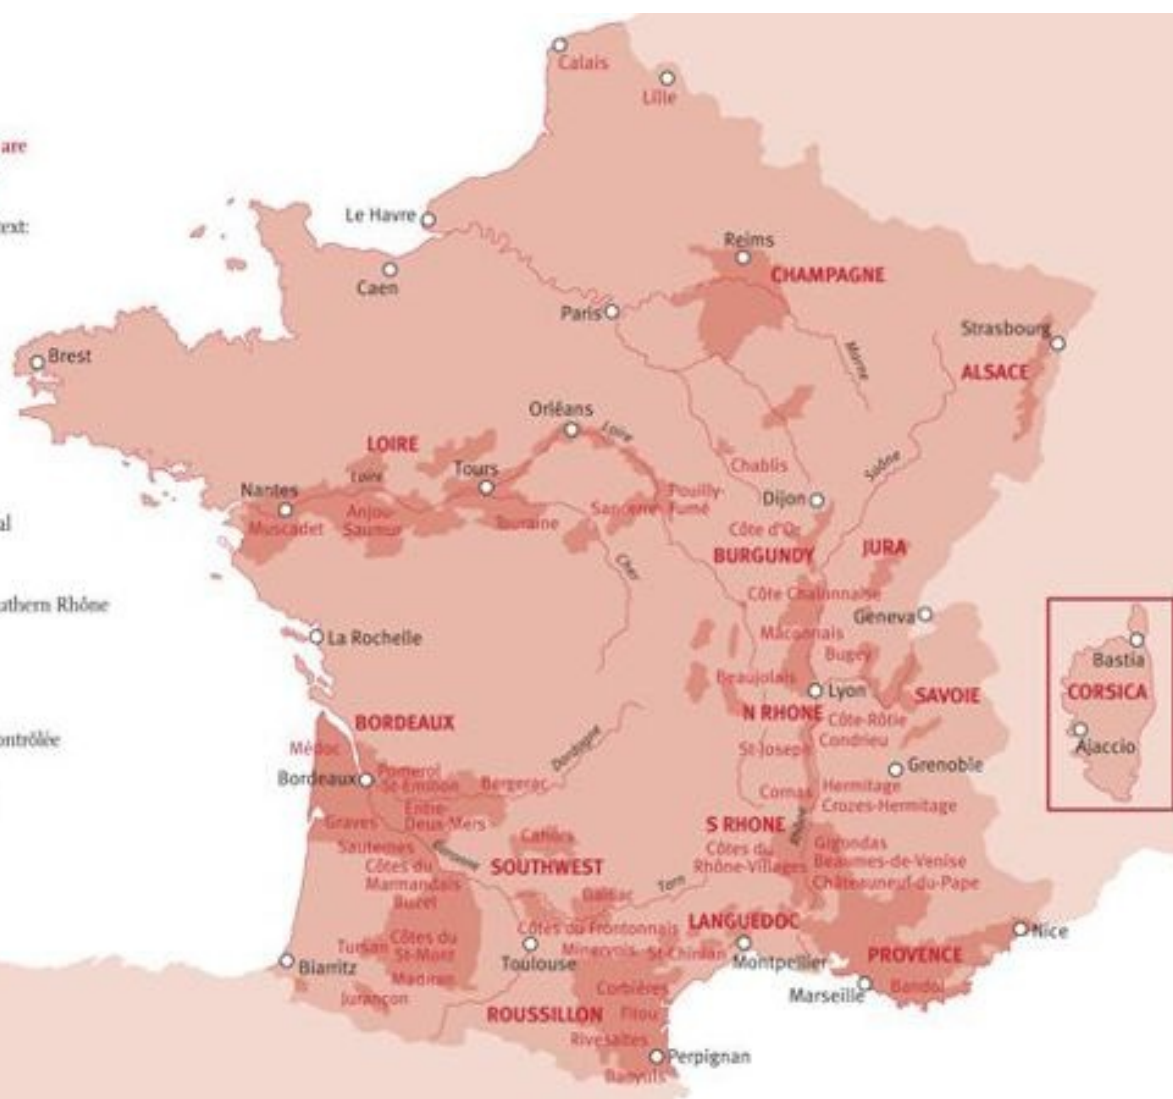 are
ext:
al
uthern Rhône
ontrôlée
Calais
Lille
Le Havre
Caen
Reims
CHAMPAGNE
Paris
Marne
Strasbourg
ALSACE
Brest
Orléans
Loire
LOIRE
Loire
Tours
Nantes
Muscadet
Anjou-
Saumur
Touraine
Sancerre
Pouilly-
Fumé
Chablis
Saône
Dijon
Côte d'Or
BURGUNDY
JURA
Cher
Côte Chalonnaise
Geneva
Mâconnais
Bugey
Beaujolais
Lyon
SAVOIE
La Rochelle
N RHONE
Côte-Rôtie
Condrieu
St-Joseph
Grenoble
Cornas
Hermitage
Crozes-Hermitage
Bastia
CORSICA
Ajaccio
BORDEAUX
Médoc
Bordeaux
Pomerol
St-Emilion
Bergerac
Dordogne
Entre-
Deux-Mers
Graves
Sauternes
Cahors
Côtes du
Marmandais
Buzet
SOUTHWEST
S RHONE
Rhône
Côtes du
Rhône-Villages
Gigondas
Beaumes-de-Venise
Châteauneuf-du-Pape
Tarn
Côtes du Frontonnais
LANGUEDOC
Tursan
Côtes du
St-Mont
Madiran
Jurançon
Biarritz
Toulouse
Minervois
St-Chinian
Montpellier
PROVENCE
Nice
Marseille
Bandol
Corbières
ROUSSILLON
Fitou
Rivesaltes
Perpignan
Banyuls